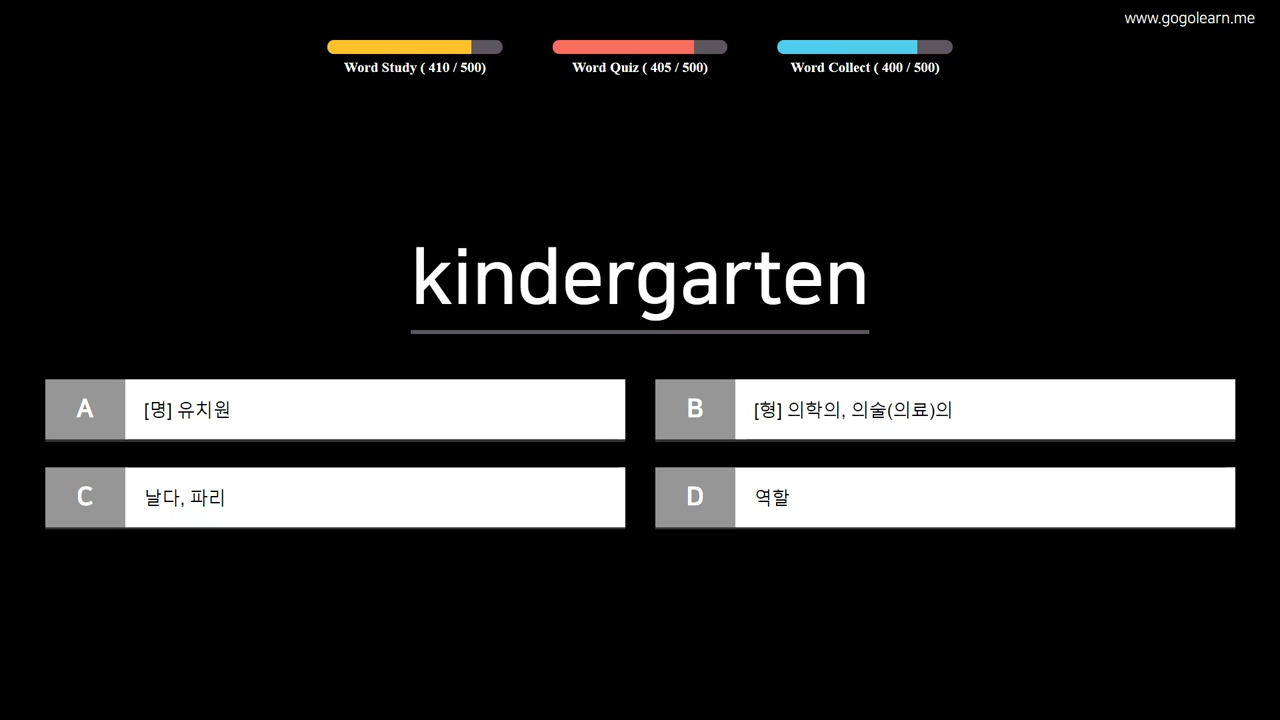 www.gogolearn.me
Word Study ( 410 / 500)
Word Quiz ( 405 / 500)
Word Collect ( 400 / 500)
kindergarten
A [명] 유치원
B [형] 의학의, 의술(의료)의
C 날다, 파리
D 역할